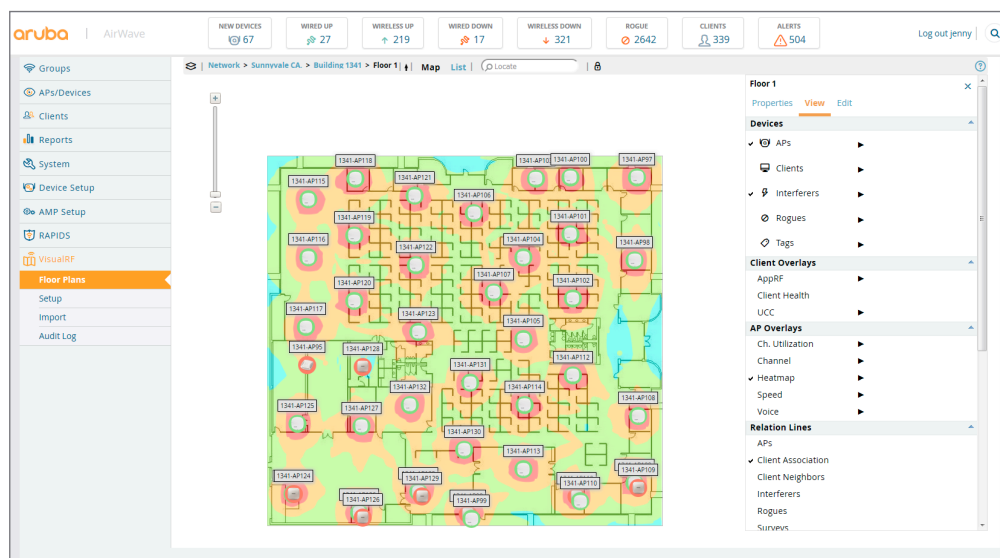 aruba | AirWave
NEW DEVICES 67
WIRED UP 27
WIRELESS UP 219
WIRED DOWN 17
WIRELESS DOWN 321
ROGUE 2642
CLIENTS 339
ALERTS 504
Log out jenny
Groups
APs/Devices
Clients
Reports
System
Device Setup
AMP Setup
RAPIDS
VisualRF
Floor Plans
Setup
Import
Audit Log
| Network > Sunnyvale CA. > Building 1341 > Floor 1 | | Map List | Locate |
1341-AP118
1341-AP100
1341-AP97
1341-AP115
1341-AP121
1341-AP106
1341-AP119
1341-AP101
1341-AP116
1341-AP122
1341-AP104
1341-AP98
1341-AP120
1341-AP107
1341-AP102
1341-AP117
1341-AP123
1341-AP105
1341-AP95
1341-AP128
1341-AP112
1341-AP131
1341-AP132
1341-AP114
1341-AP125
1341-AP127
1341-AP108
1341-AP130
1341-AP113
1341-AP124
1341-AP129
1341-AP109
1341-AP110
1341-AP126
1341-AP99
Floor 1
Properties View Edit
Devices
APs
Clients
Interferers
Rogues
Tags
Client Overlays
AppRF
Client Health
UCC
AP Overlays
Ch. Utilization
Channel
Heatmap
Speed
Voice
Relation Lines
APs
Client Association
Client Neighbors
Interferers
Rogues
Surveys